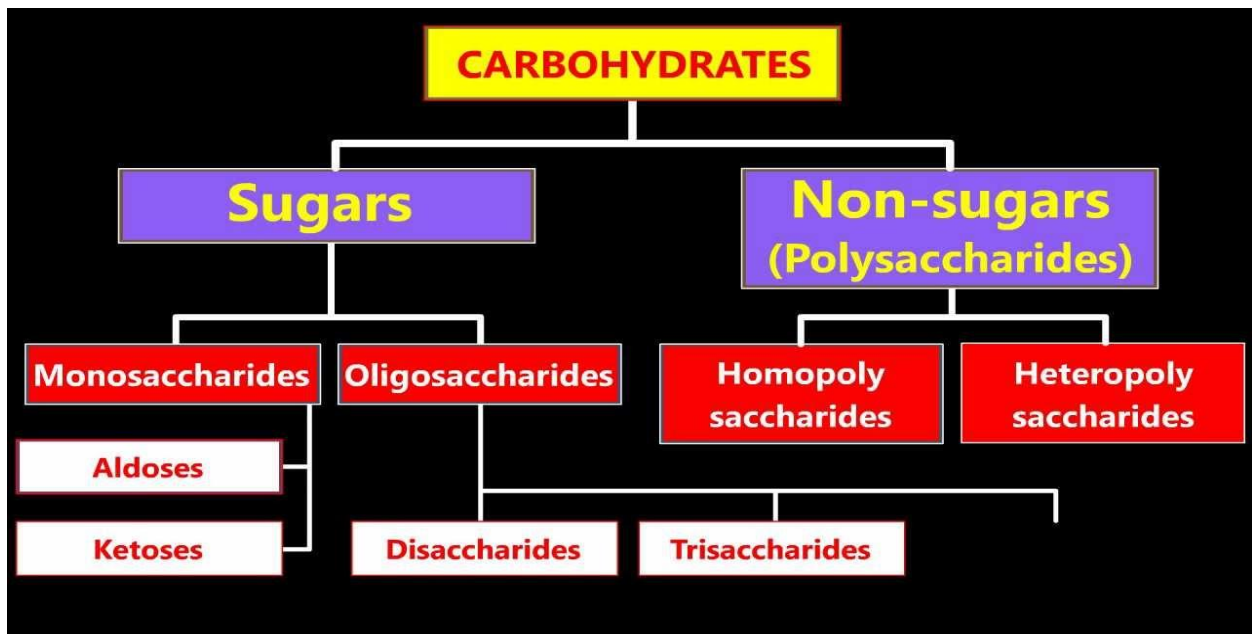 CARBOHYDRATES
Sugars
Non-sugars
(Polysaccharides)
Monosaccharides
Oligosaccharides
Homopoly
saccharides
Heteropoly
saccharides
Aldoses
Ketoses
Disaccharides
Trisaccharides